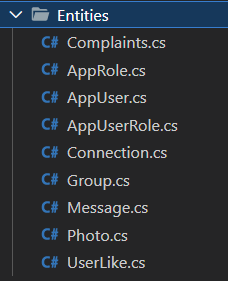 Entities
C# Complaints.cs
C# AppRole.cs
C# AppUser.cs
C# AppUserRole.cs
C# Connection.cs
C# Group.cs
C# Message.cs
C# Photo.cs
C# UserLike.cs